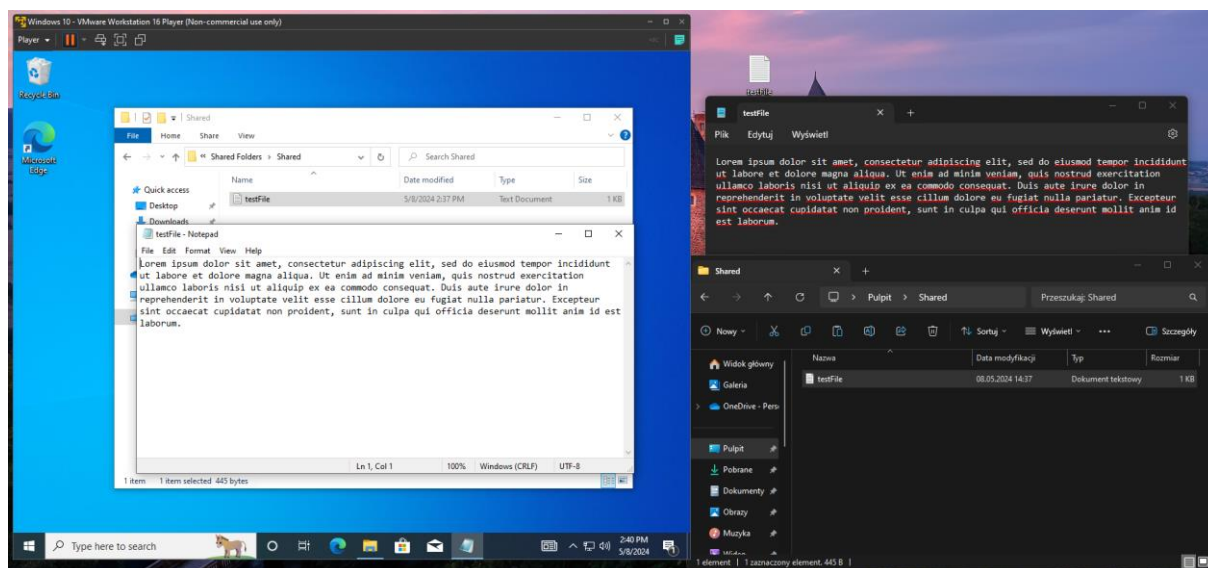 Windows 10 - VMware Workstation 16 Player (Non-commercial use only)
Player
Recycle Bin
Microsoft
Edge
Shared
File Home Share View
Shared Folders > Shared
Search Shared
Name Date modified Type Size
Quick access
Desktop
Downloads
testFile 5/8/2024 2:37 PM Text Document 1 KB
testFile - Notepad
File Edit Format View Help
Lorem ipsum dolor sit amet, consectetur adipiscing elit, sed do eiusmod tempor incididunt
ut labore et dolore magna aliqua. Ut enim ad minim veniam, quis nostrud exercitation
ullamco laboris nisi ut aliquip ex ea commodo consequat. Duis aute irure dolor in
reprehenderit in voluptate velit esse cillum dolore eu fugiat nulla pariatur. Excepteur
sint occaecat cupidatat non proident, sunt in culpa qui officia deserunt mollit anim id est
laborum.
Ln 1, Col 1 100% Windows (CRLF) UTF-8
1 item 1 item selected 445 bytes
Type here to search
2:40 PM
5/8/2024
testFile
testFile
Plik Edytuj Wyświetl
Lorem ipsum dolor sit amet, consectetur adipiscing elit, sed do eiusmod tempor incididunt
ut labore et dolore magna aliqua. Ut enim ad minim veniam, quis nostrud exercitation
ullamco laboris nisi ut aliquip ex ea commodo consequat. Duis aute irure dolor in
reprehenderit in voluptate velit esse cillum dolore eu fugiat nulla pariatur. Excepteur
sint occaecat cupidatat non proident, sunt in culpa qui officia deserunt mollit anim id
est laborum.
Shared
Pulpit > Shared
Przeszukaj: Shared
Nowy Sortuj Wyświetl Szczegóły
Nazwa Data modyfikacji Typ Rozmiar
testFile 08.05.2024 14:37 Dokument tekstowy 1 KB
Widok główny
Galeria
OneDrive - Pers
Pulpit
Pobrane
Dokumenty
Obrazy
Muzyka
Wideo
1 element 1 zaznaczony element. 445 B